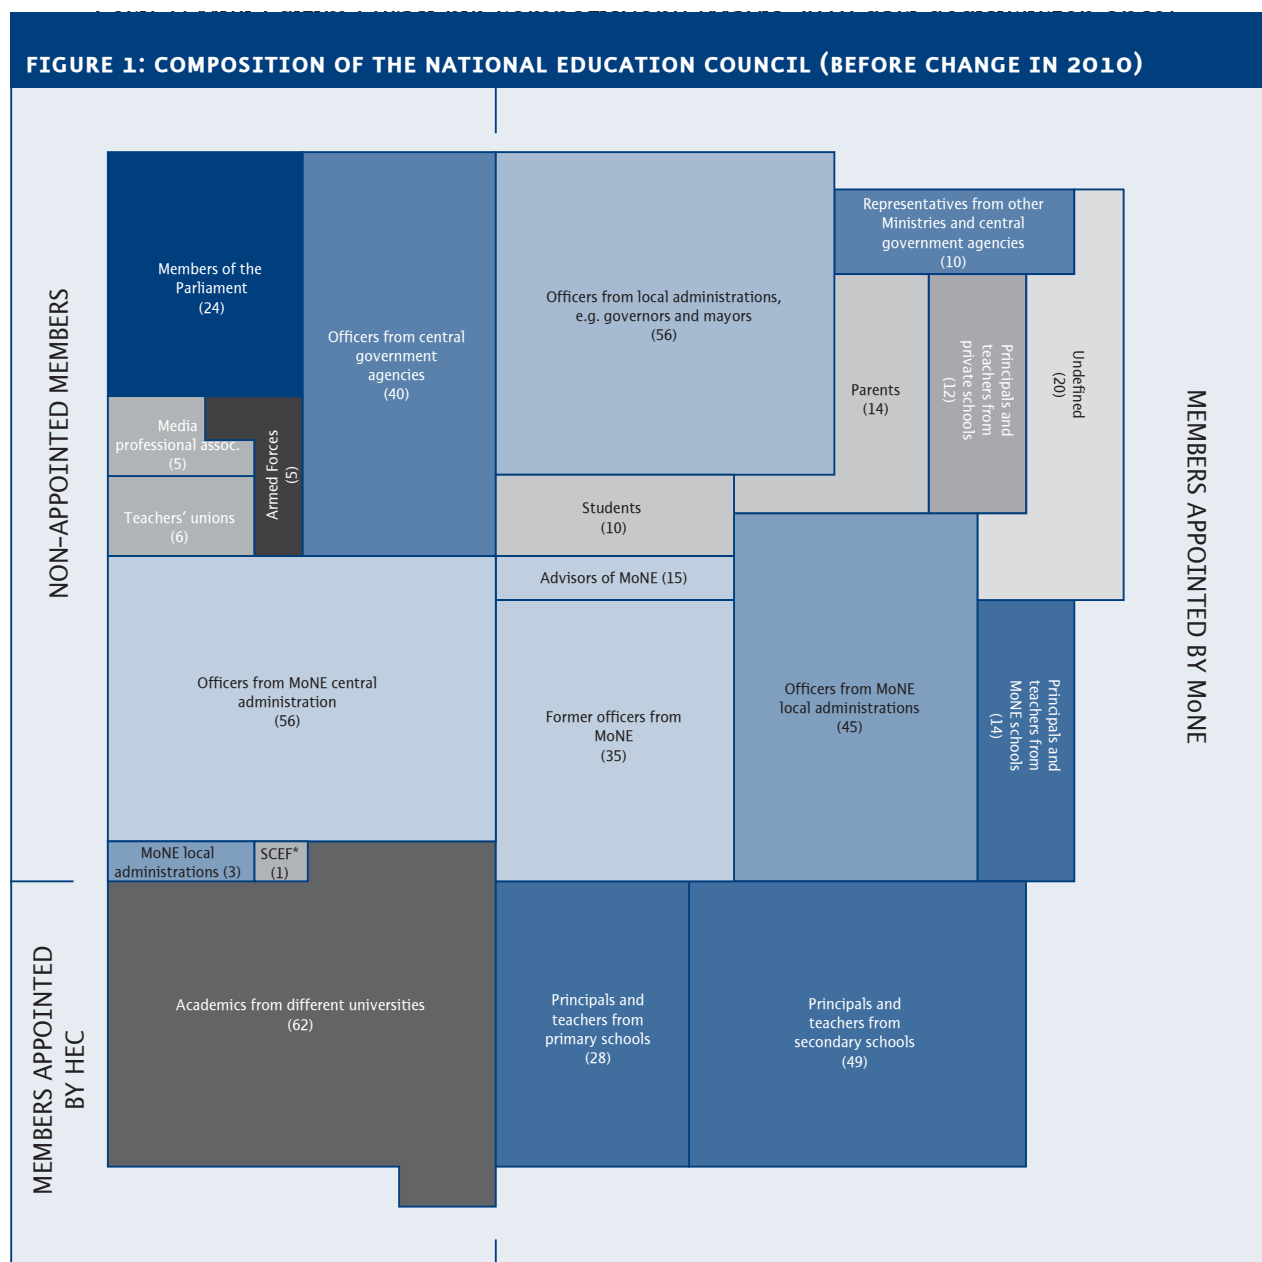 FIGURE 1: COMPOSITION OF THE NATIONAL EDUCATION COUNCIL (BEFORE CHANGE IN 2010)
NON-APPOINTED MEMBERS
Members of the
Parliament
(24)
Officers from central
government
agencies
(40)
Media
professional assoc.
(5)
Armed Forces
(5)
Teachers' unions
(6)
Officers from MoNE central
administration
(56)
MoNE local
administrations (3)
SCEF*
(1)
MEMBERS APPOINTED
BY HEC
Academics from different universities
(62)
Officers from local administrations,
e.g. governors and mayors
(56)
Representatives from other
Ministries and central
government agencies
(10)
Parents
(14)
Principals and
teachers from
private schools
(12)
Undefined
(20)
Students
(10)
Advisors of MoNE (15)
Former officers from
MoNE
(35)
Officers from MoNE
local administrations
(45)
Principals and
teachers from
MoNE schools
(14)
Principals and
teachers from
primary schools
(28)
Principals and
teachers from
secondary schools
(49)
MEMBERS APPOINTED BY MoNE